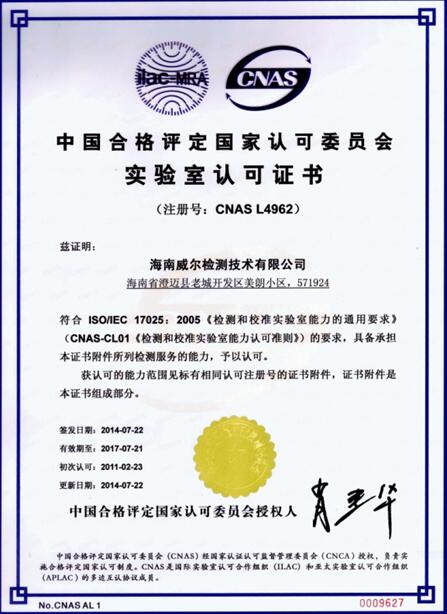 ilac-MRA
CNAS
中国合格评定国家认可委员会
实验室认可证书
（注册号：CNAS L4962）
兹证明：
海南威尔检测技术有限公司
海南省澄迈县老城开发区美朗小区，571924
符合 ISO/IEC 17025：2005《检测和校准实验室能力的通用要求》
（CNAS-CL01《检测和校准实验室能力认可准则》）的要求，具备承担
本证书附件所列检测服务的能力，予以认可。
获认可的能力范围见标有相同认可注册号的证书附件，证书附件是
本证书组成部分。
签发日期：2014-07-22
有效期至：2017-07-21
初次认可：2011-02-23
更新日期：2014-07-22
中国合格评定国家认可委员会授权人
中国合格评定国家认可委员会（CNAS）经国家认证认可监督管理委员会（CNCA）授权，负责实
施合格评定国家认可制度。CNAS是国际实验室认可合作组织（ILAC）和亚太实验室认可合作组织
（APLAC）的多边互认协议成员。
No.CNAS AL 1
0009627